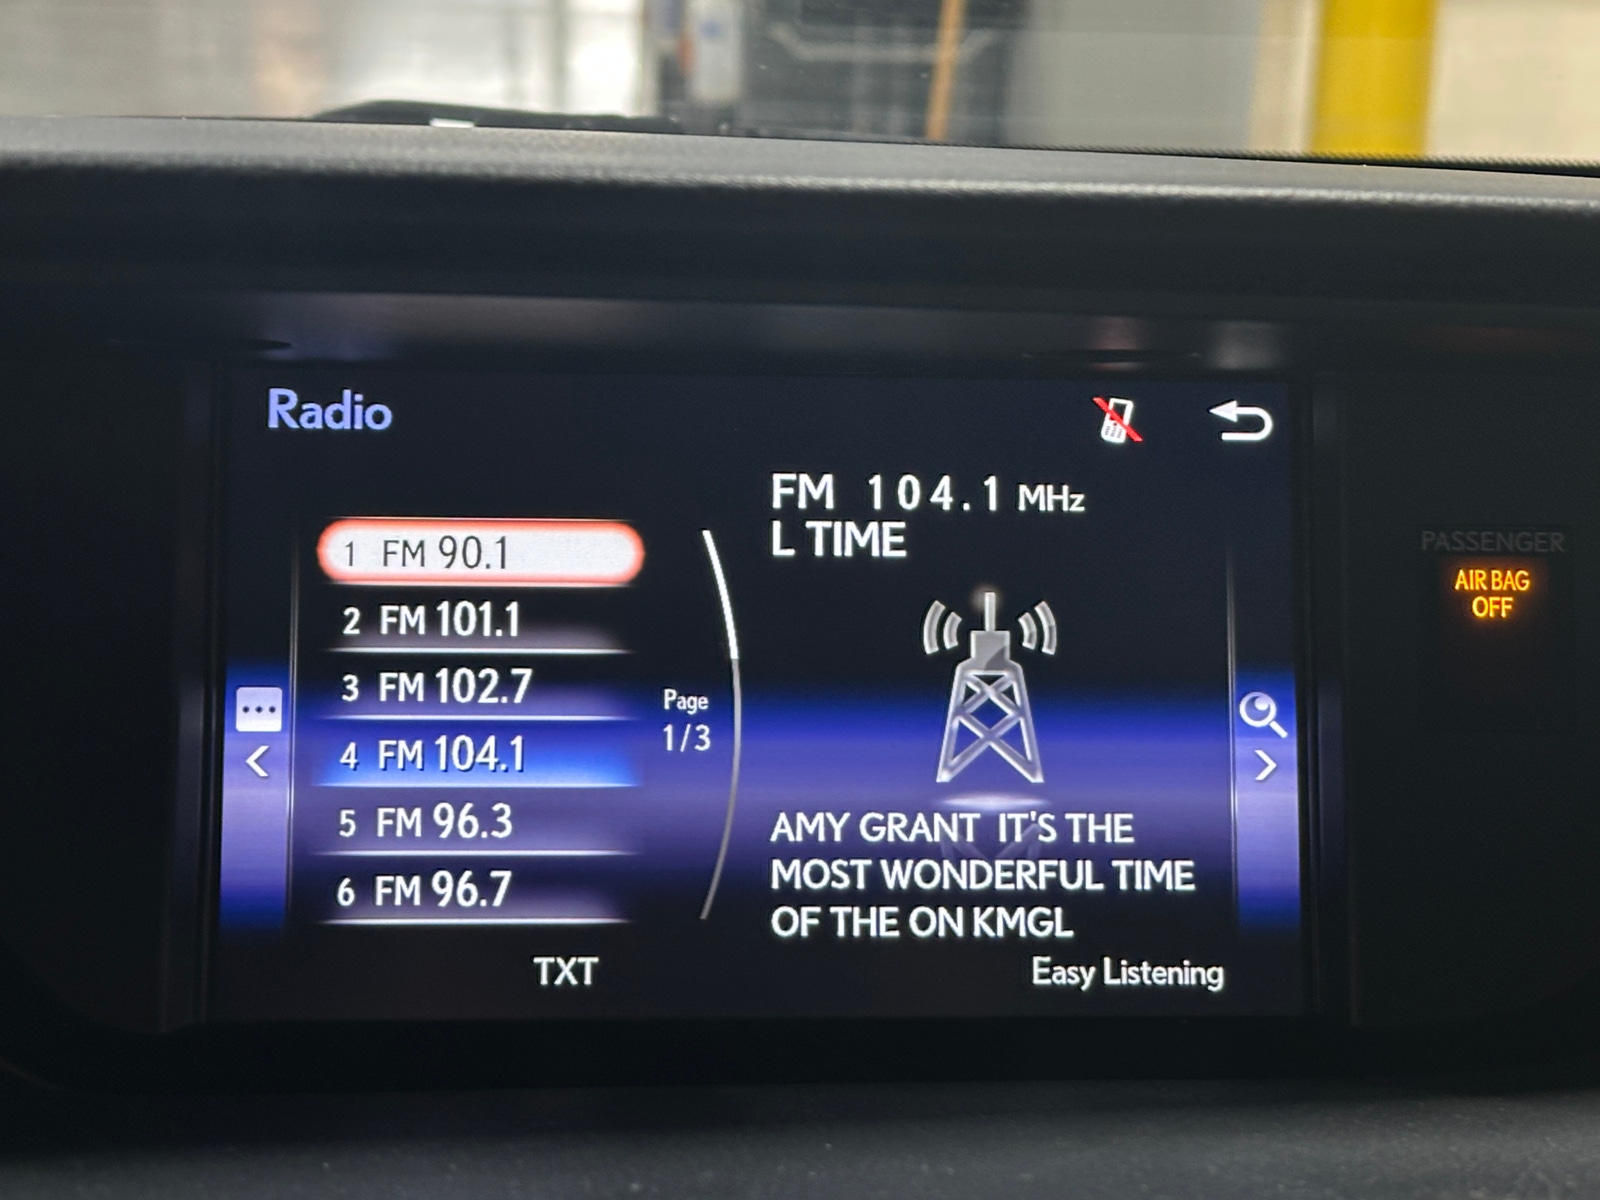 Radio
FM 104.1 MHz
L TIME
1 FM 90.1
2 FM 101.1
3 FM 102.7
4 FM 104.1
5 FM 96.3
6 FM 96.7
Page
1/3
AMY GRANT IT'S THE
MOST WONDERFUL TIME
OF THE ON KMGL
TXT
Easy Listening
PASSENGER
AIR BAG
OFF